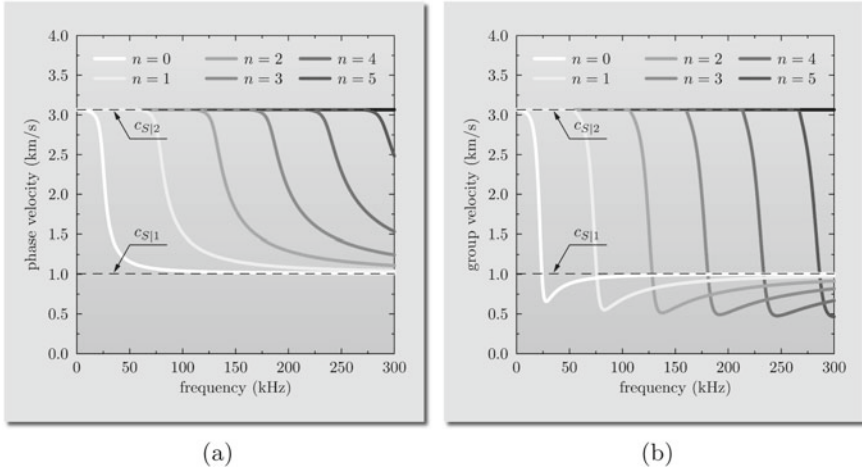 4.0
3.5
3.0
2.5
2.0
1.5
1.0
0.5
0.0
phase velocity (km/s)
n = 0
n = 1
n = 2
n = 3
n = 4
n = 5
c_{S|2}
c_{S|1}
0
50
100
150
200
250
300
frequency (kHz)
(a)
4.0
3.5
3.0
2.5
2.0
1.5
1.0
0.5
0.0
group velocity (km/s)
n = 0
n = 1
n = 2
n = 3
n = 4
n = 5
c_{S|2}
c_{S|1}
0
50
100
150
200
250
300
frequency (kHz)
(b)